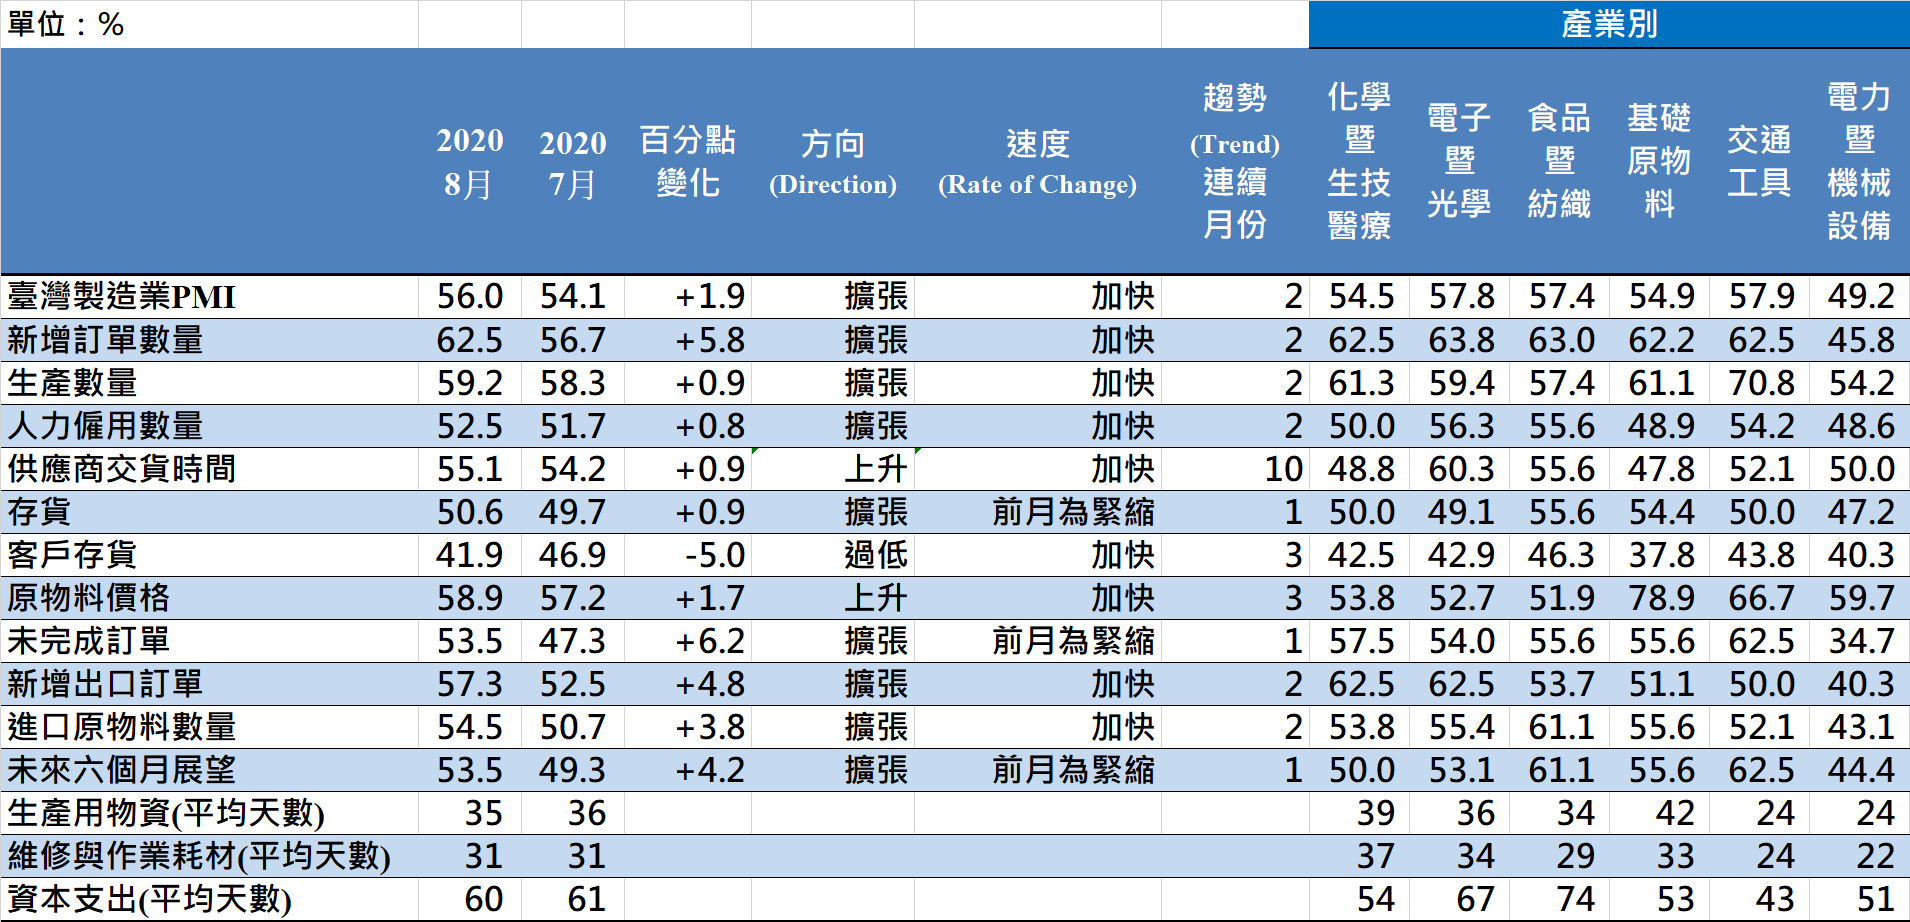 單位：% 產業別
2020 8月 2020 7月 百分點變化 方向 (Direction) 速度 (Rate of Change) 趨勢 (Trend) 連續月份 化學暨生技醫療 電子暨光學 食品暨紡織 基礎原物料 交通工具 電力暨機械設備
臺灣製造業PMI 56.0 54.1 +1.9 擴張 加快 2 54.5 57.8 57.4 54.9 57.9 49.2
新增訂單數量 62.5 56.7 +5.8 擴張 加快 2 62.5 63.8 63.0 62.2 62.5 45.8
生產數量 59.2 58.3 +0.9 擴張 加快 2 61.3 59.4 57.4 61.1 70.8 54.2
人力僱用數量 52.5 51.7 +0.8 擴張 加快 2 50.0 56.3 55.6 48.9 54.2 48.6
供應商交貨時間 55.1 54.2 +0.9 上升 加快 10 48.8 60.3 55.6 47.8 52.1 50.0
存貨 50.6 49.7 +0.9 擴張 前月為緊縮 1 50.0 49.1 55.6 54.4 50.0 47.2
客戶存貨 41.9 46.9 -5.0 過低 加快 3 42.5 42.9 46.3 37.8 43.8 40.3
原物料價格 58.9 57.2 +1.7 上升 加快 3 53.8 52.7 51.9 78.9 66.7 59.7
未完成訂單 53.5 47.3 +6.2 擴張 前月為緊縮 1 57.5 54.0 55.6 55.6 62.5 34.7
新增出口訂單 57.3 52.5 +4.8 擴張 加快 2 62.5 62.5 53.7 51.1 50.0 40.3
進口原物料數量 54.5 50.7 +3.8 擴張 加快 2 53.8 55.4 61.1 55.6 52.1 43.1
未來六個月展望 53.5 49.3 +4.2 擴張 前月為緊縮 1 50.0 53.1 61.1 55.6 62.5 44.4
生產用物資(平均天數) 35 36 39 36 34 42 24 24
維修與作業耗材(平均天數) 31 31 37 34 29 33 24 22
資本支出(平均天數) 60 61 54 67 74 53 43 51